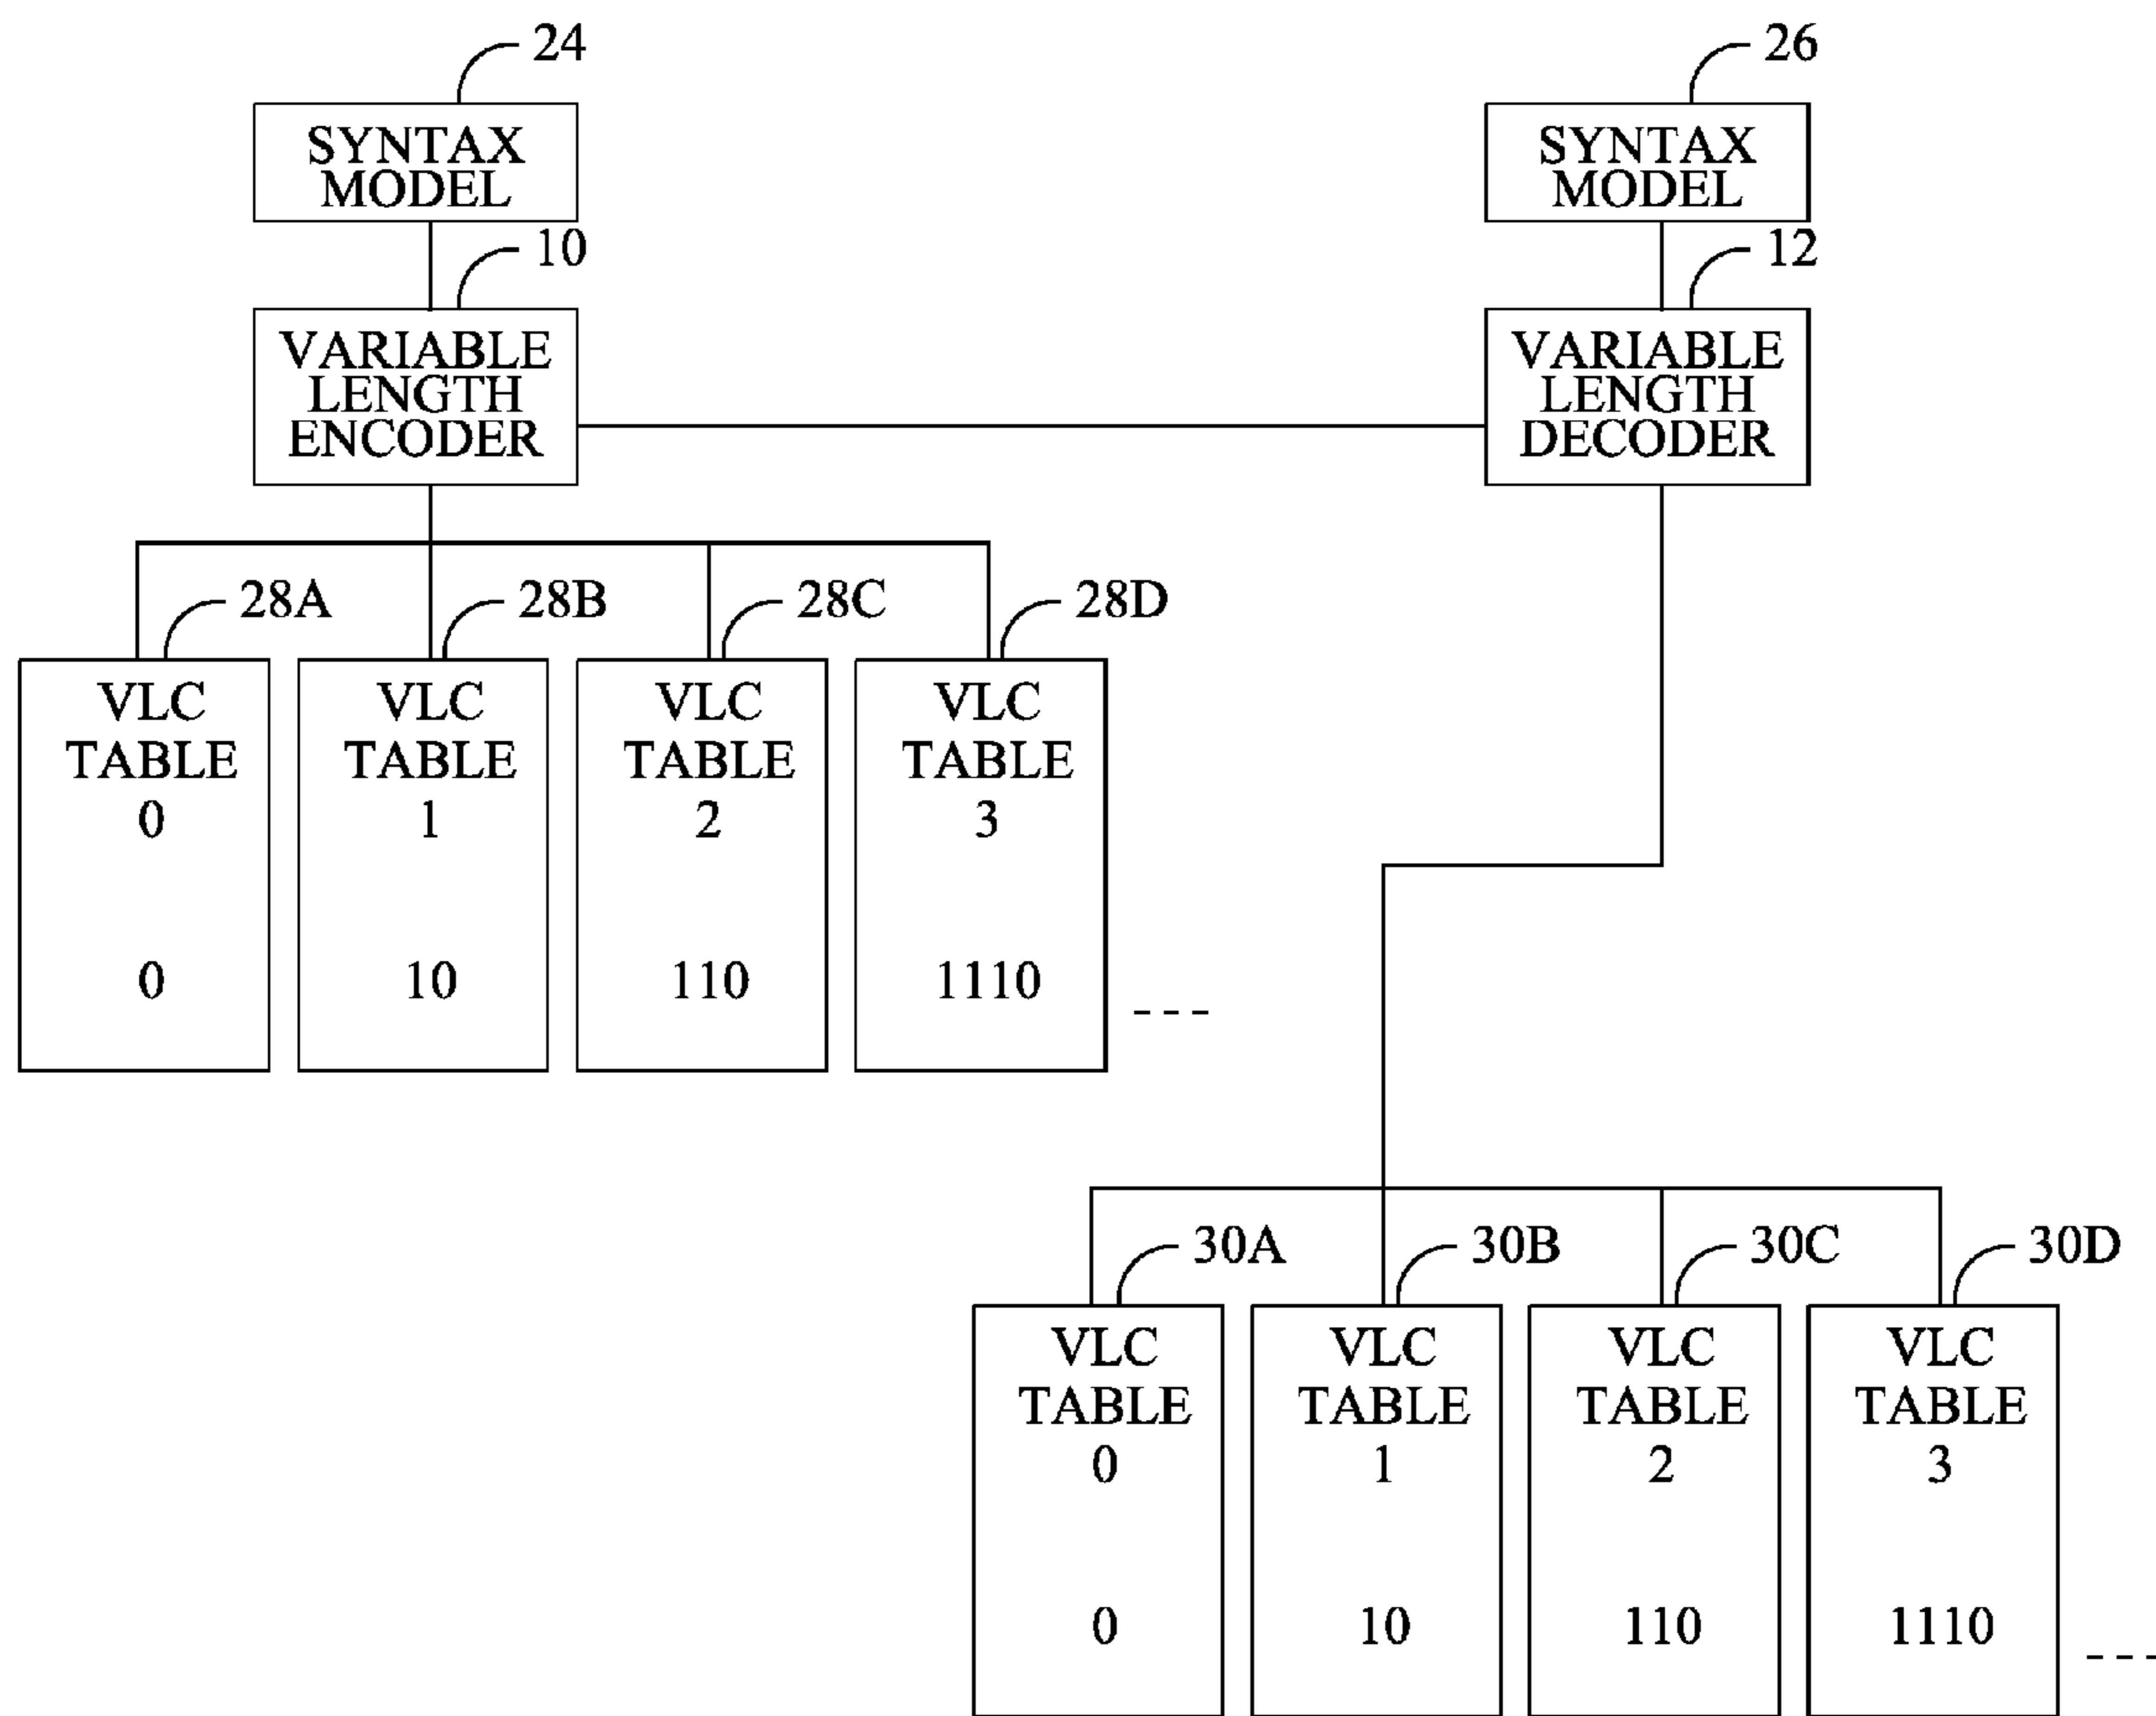 24
26
SYNTAX
MODEL
SYNTAX
MODEL
10
12
VARIABLE
LENGTH
ENCODER
VARIABLE
LENGTH
DECODER
28A
28B
28C
28D
VLC
TABLE
0
0
VLC
TABLE
1
10
VLC
TABLE
2
110
VLC
TABLE
3
1110
---
30A
30B
30C
30D
VLC
TABLE
0
0
VLC
TABLE
1
10
VLC
TABLE
2
110
VLC
TABLE
3
1110
---